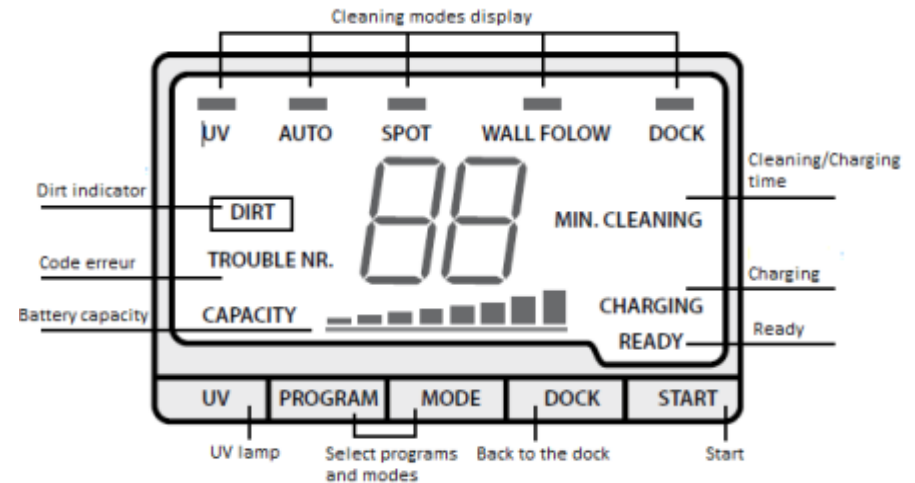 Cleaning modes display
UV AUTO SPOT WALL FOLOW DOCK
Cleaning/Charging
time
Dirt indicator
DIRT
88
MIN. CLEANING
Code erreur
TROUBLE NR.
Charging
Battery capacity
CAPACITY
CHARGING
READY
Ready
UV PROGRAM MODE DOCK START
UV lamp
Select programs
and modes
Back to the dock
Start